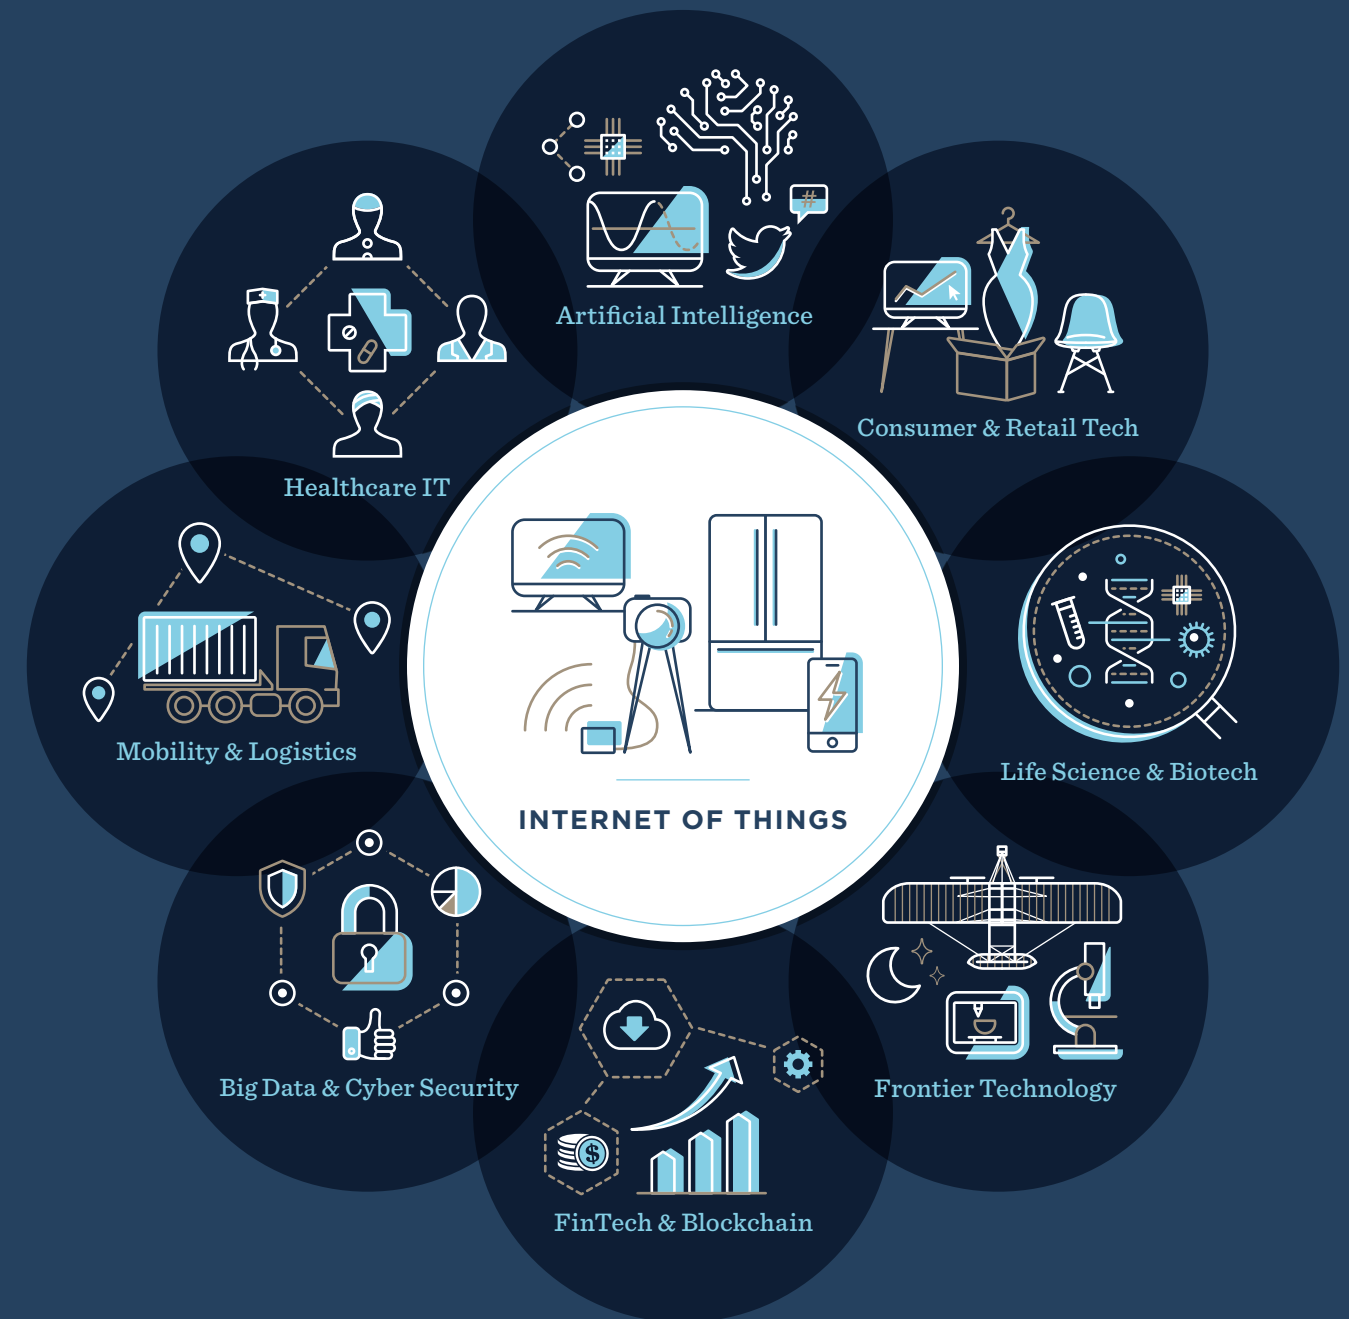 #
Artificial Intelligence
Consumer & Retail Tech
Healthcare IT
Mobility & Logistics
Life Science & Biotech
INTERNET OF THINGS
Big Data & Cyber Security
Frontier Technology
$
FinTech & Blockchain